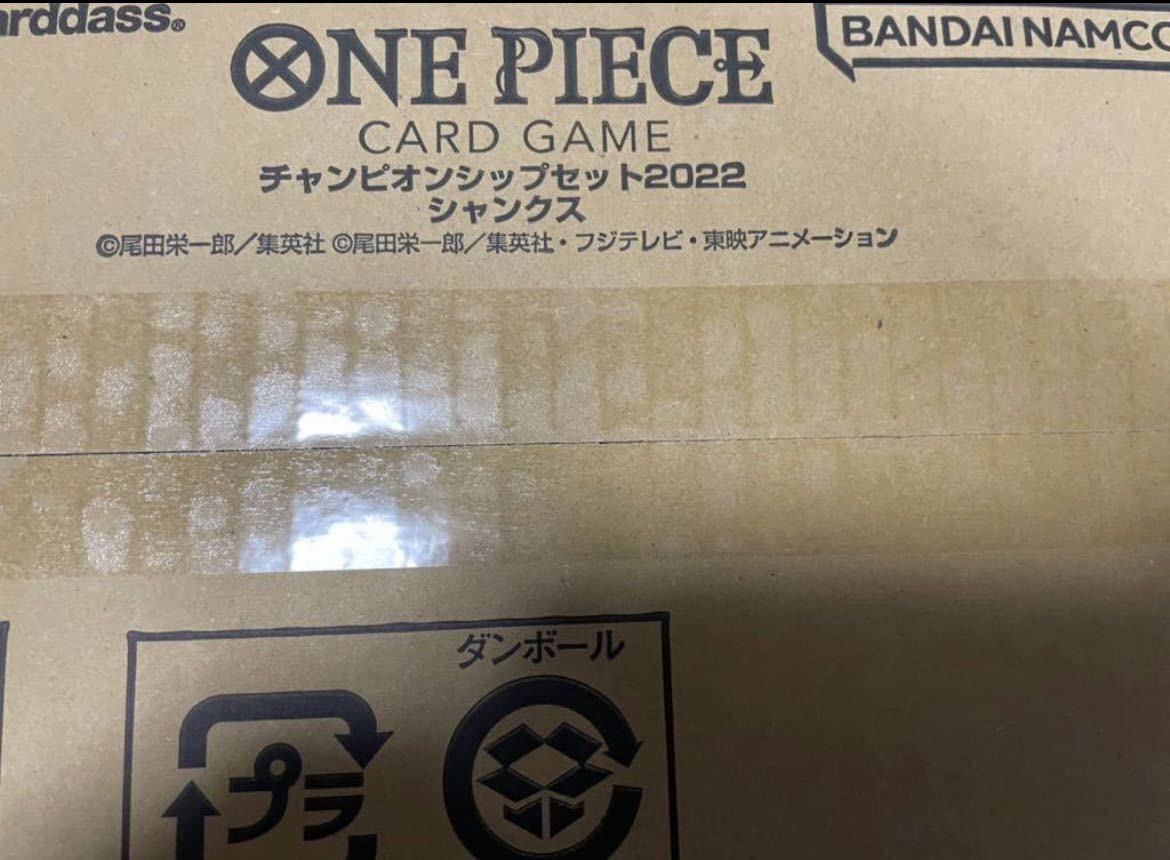 arddass®
BANDAI NAMCO
ONE PIECE
CARD GAME
チャンピオンシップセット2022
シャンクス
©尾田栄一郎／集英社 ©尾田栄一郎／集英社・フジテレビ・東映アニメーション
ダンボール
プラ